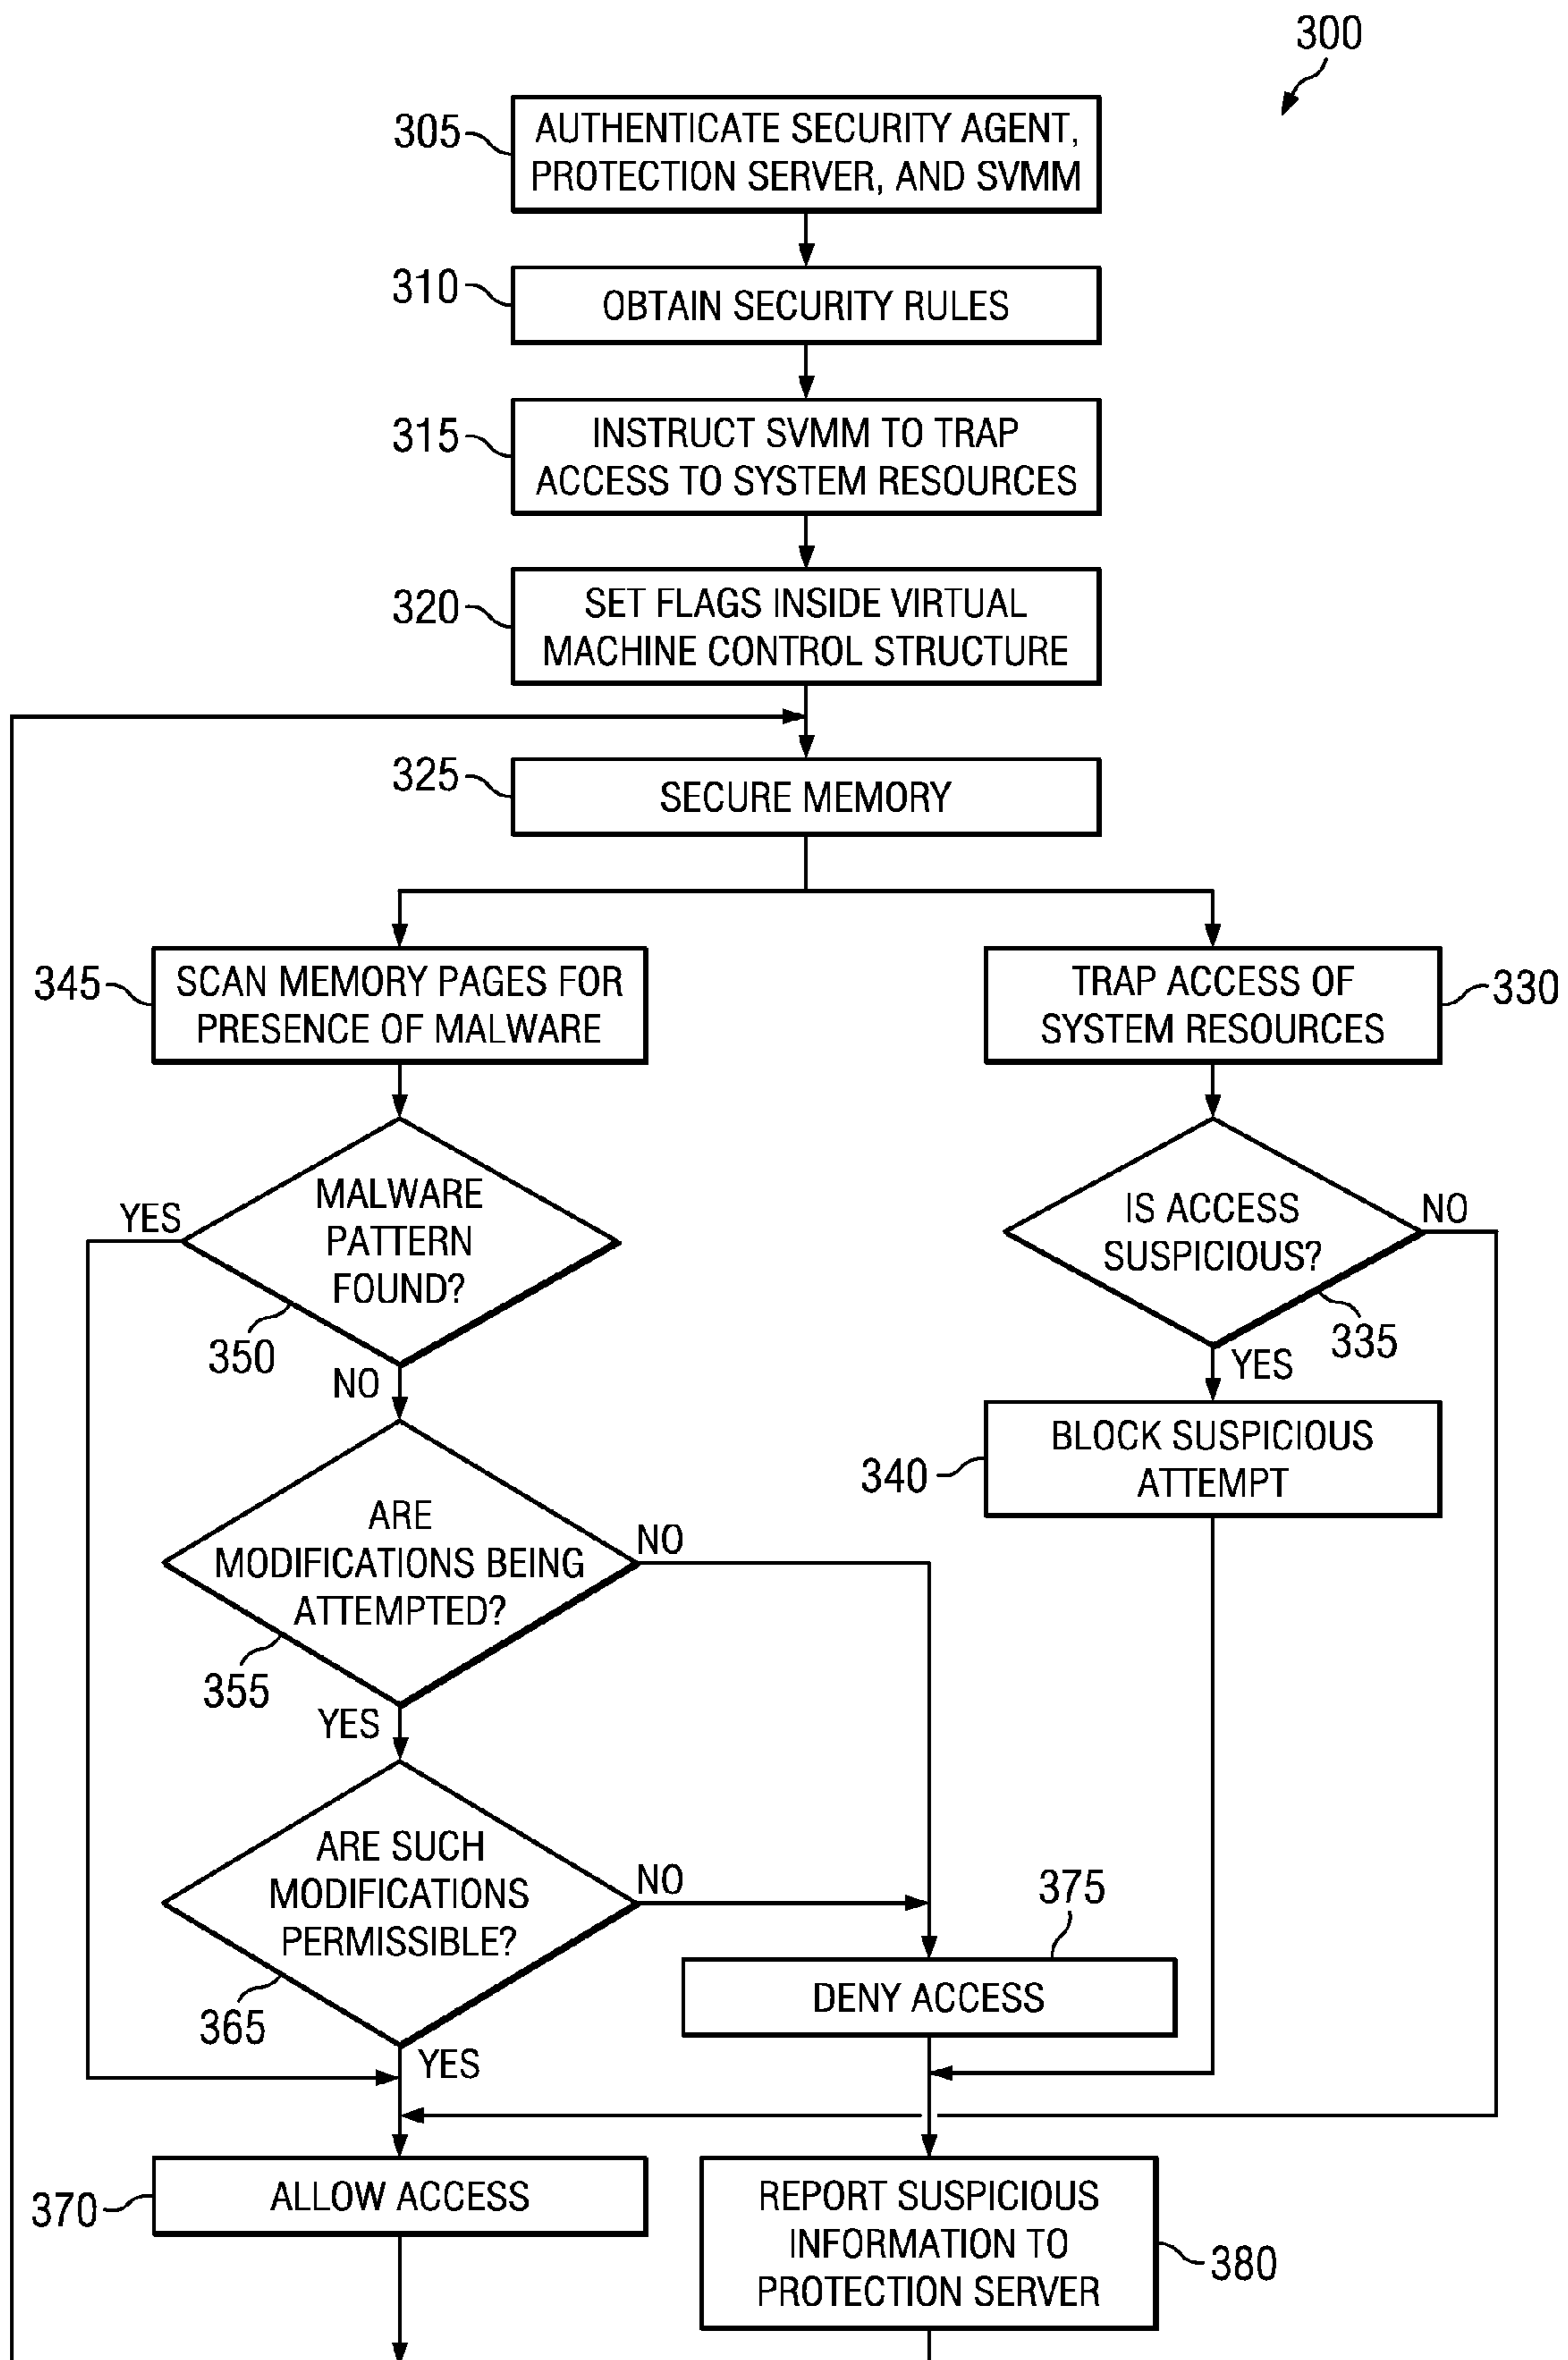 300
305
AUTHENTICATE SECURITY AGENT,
PROTECTION SERVER, AND SVMM
310
OBTAIN SECURITY RULES
315
INSTRUCT SVMM TO TRAP
ACCESS TO SYSTEM RESOURCES
320
SET FLAGS INSIDE VIRTUAL
MACHINE CONTROL STRUCTURE
325
SECURE MEMORY
345
SCAN MEMORY PAGES FOR
PRESENCE OF MALWARE
TRAP ACCESS OF
SYSTEM RESOURCES
330
YES
MALWARE
PATTERN
FOUND?
350
NO
IS ACCESS
SUSPICIOUS?
NO
335
YES
340
BLOCK SUSPICIOUS
ATTEMPT
ARE
MODIFICATIONS BEING
ATTEMPTED?
NO
355
YES
ARE SUCH
MODIFICATIONS
PERMISSIBLE?
NO
365
YES
375
DENY ACCESS
370
ALLOW ACCESS
REPORT SUSPICIOUS
INFORMATION TO
PROTECTION SERVER
380